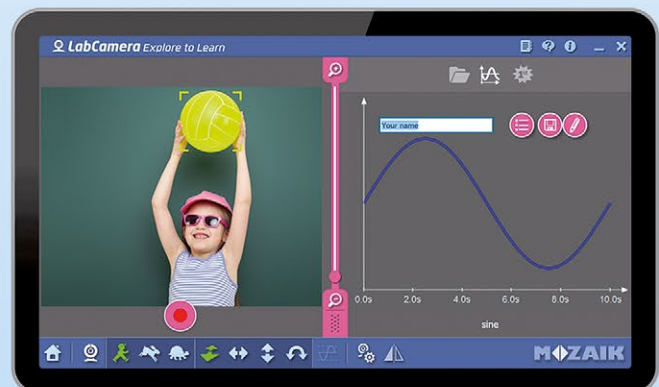 LabCamera Explore to Learn
Your name
0.0s 2.0s 4.0s 6.0s 8.0s 10.0s
sine
MOZAIK